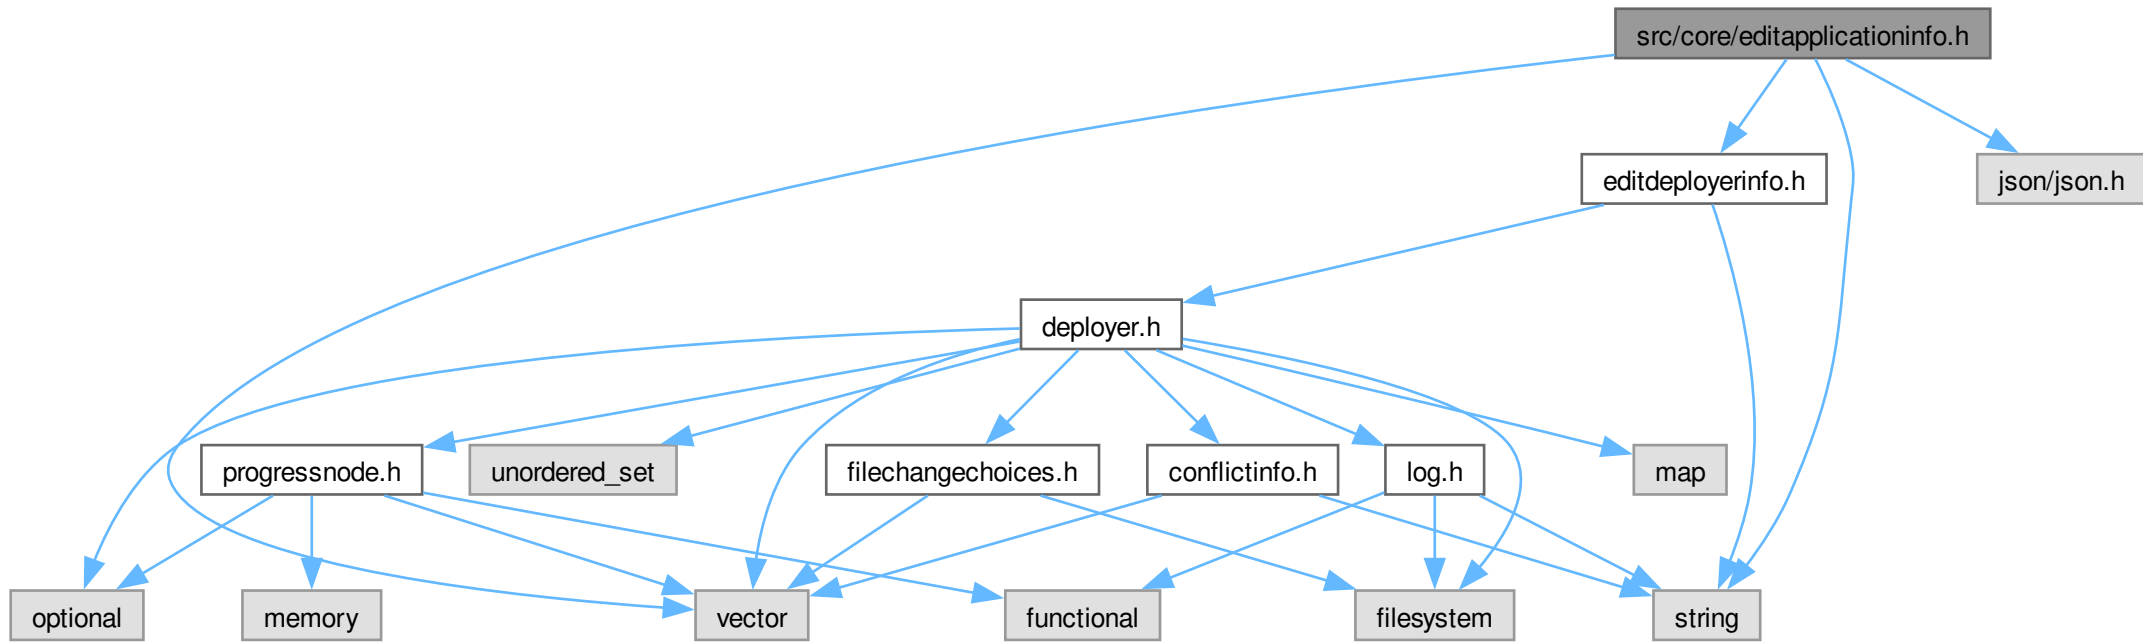 src/core/editapplicationinfo.h
editdeployerinfo.h
json/json.h
deployer.h
progressnode.h
unordered_set
filechangechoices.h
conflictinfo.h
log.h
map
optional
memory
vector
functional
filesystem
string